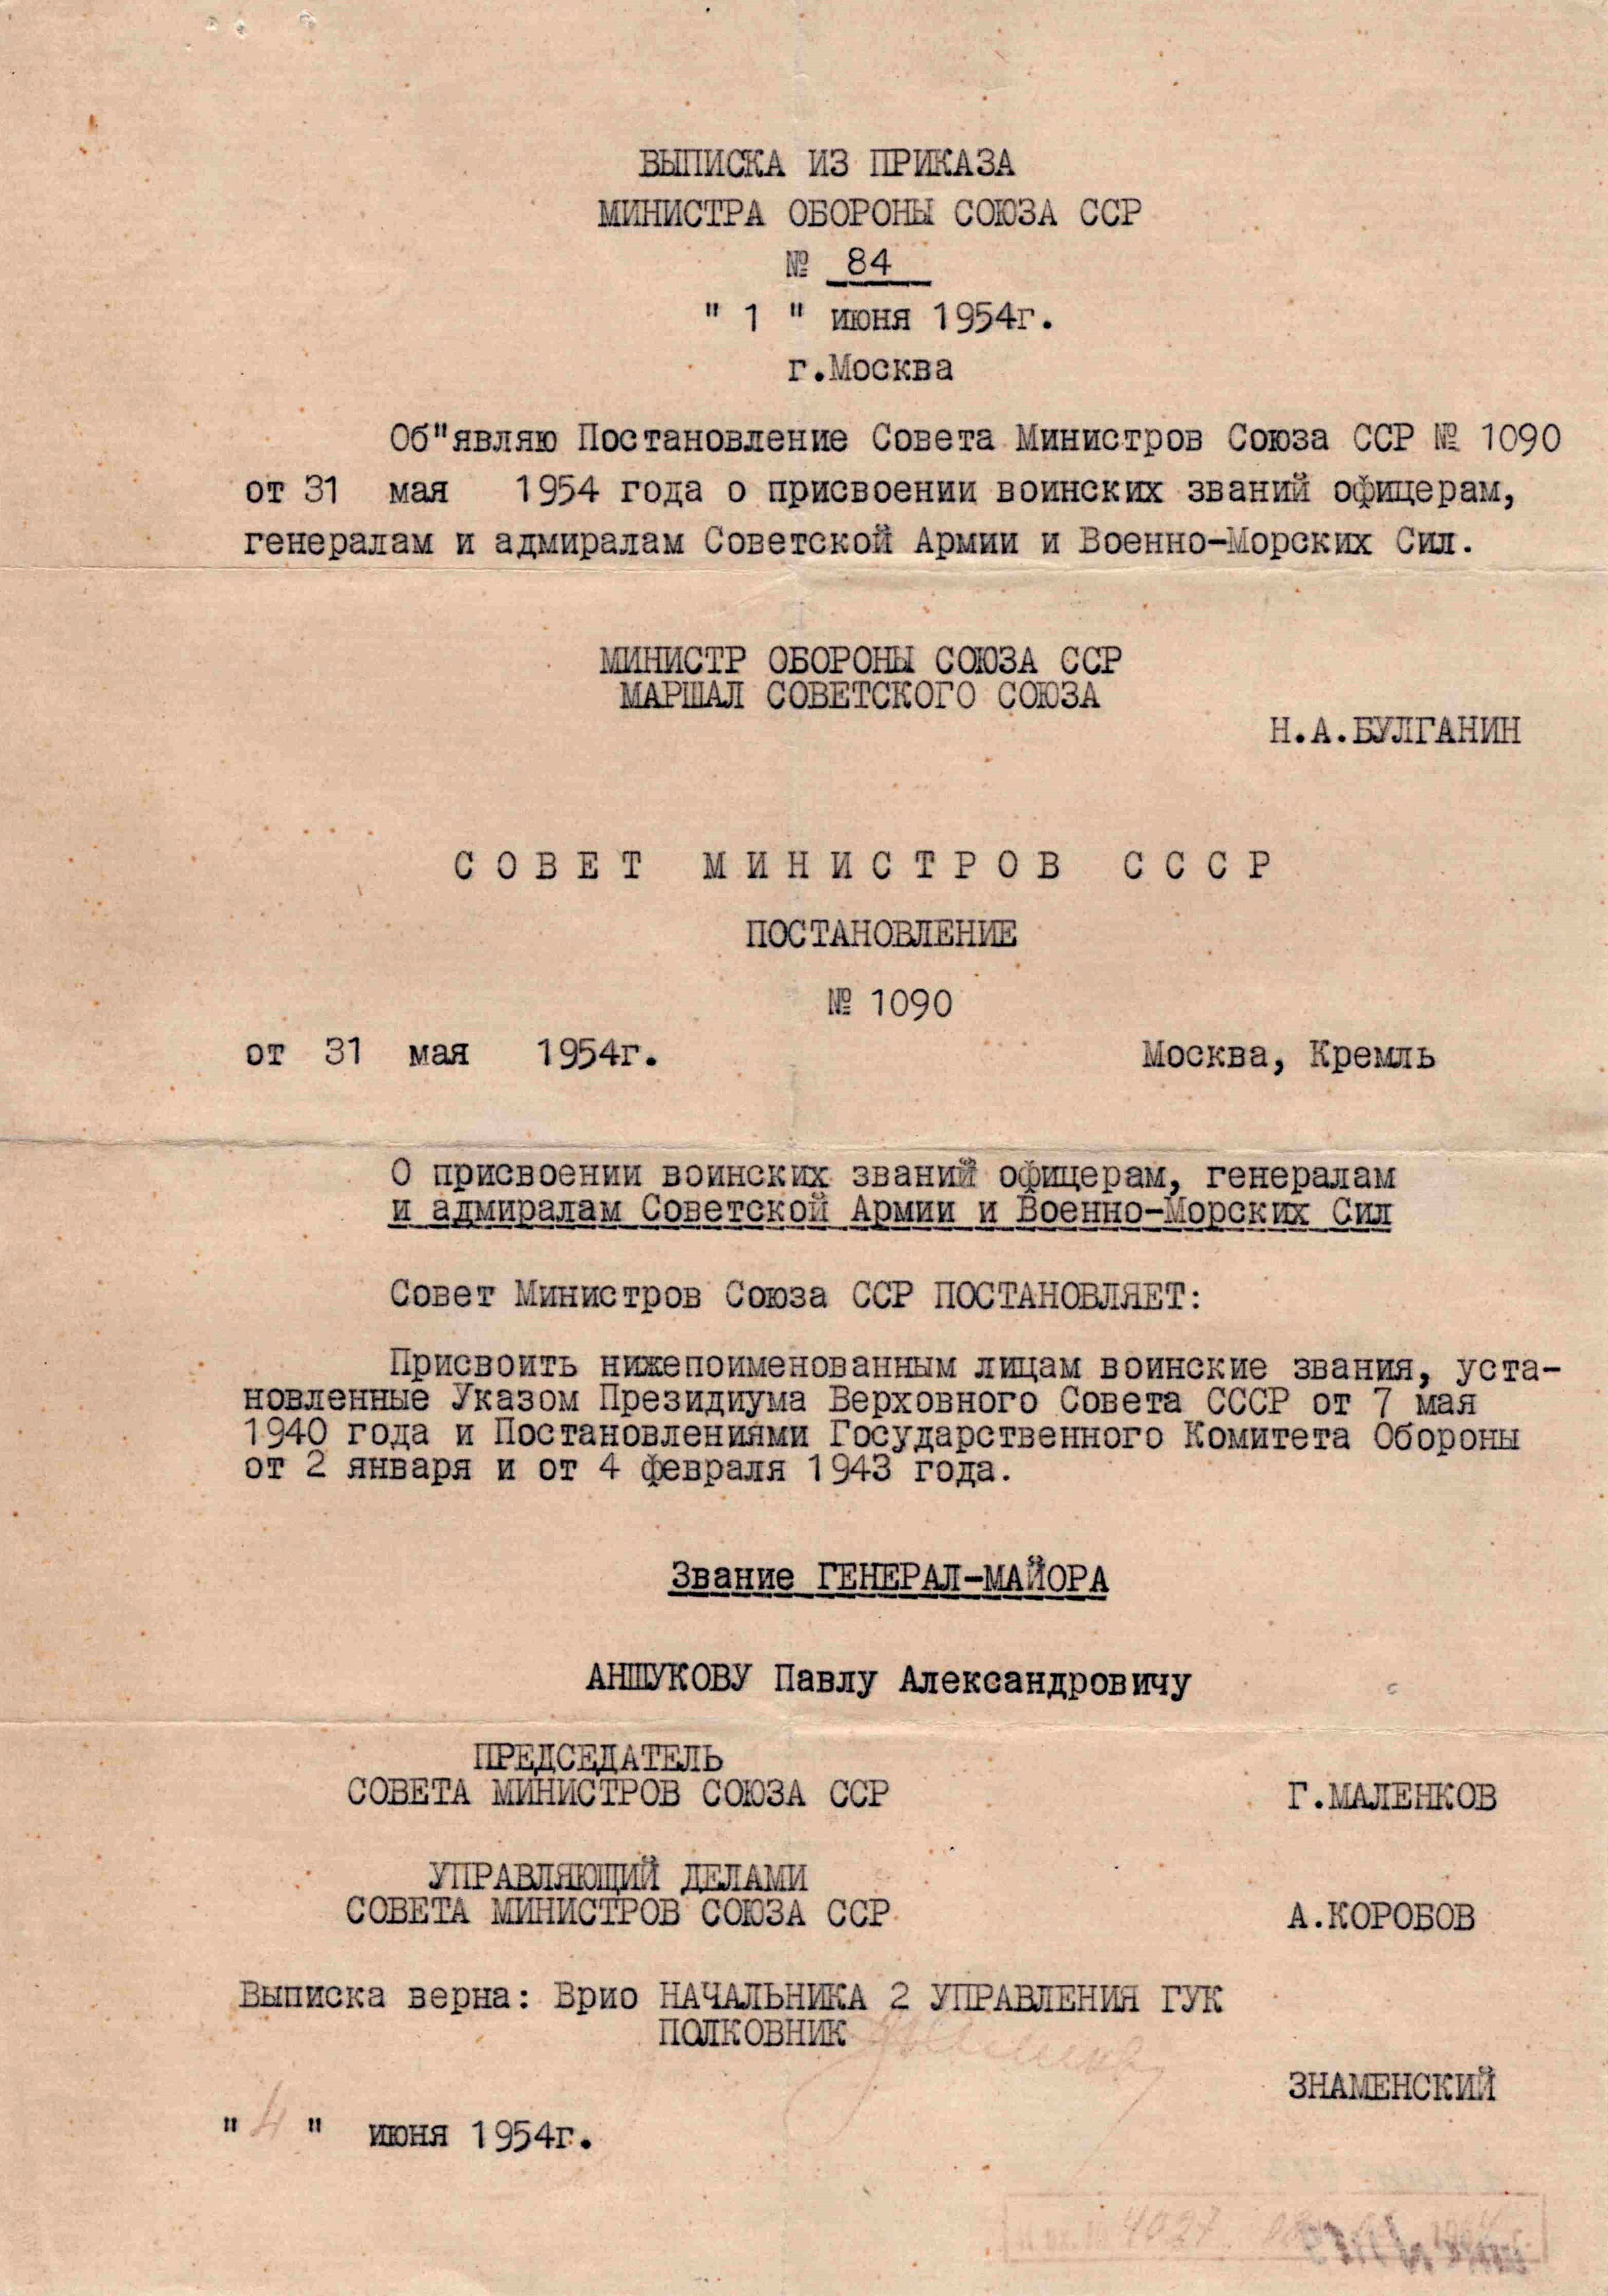 ВЫПИСКА ИЗ ПРИКАЗА
МИНИСТРА ОБОРОНЫ СОЮЗА ССР
№ 84
" 1 " июня 1954г.
г.Москва
Об"являю Постановление Совета Министров Союза ССР № 1090
от 31 мая 1954 года о присвоении воинских званий офицерам,
генералам и адмиралам Советской Армии и Военно-Морских Сил.
МИНИСТР ОБОРОНЫ СОЮЗА ССР
МАРШАЛ СОВЕТСКОГО СОЮЗА
Н.А.БУЛГАНИН
СОВЕТ МИНИСТРОВ СССР
ПОСТАНОВЛЕНИЕ
№ 1090
от 31 мая 1954г. Москва, Кремль
О присвоении воинских званий офицерам, генералам
и адмиралам Советской Армии и Военно-Морских Сил
Совет Министров Союза ССР ПОСТАНОВЛЯЕТ:
Присвоить нижепоименованным лицам воинские звания, уста-
новленные Указом Президиума Верховного Совета СССР от 7 мая
1940 года и Постановлениями Государственного Комитета Обороны
от 2 января и от 4 февраля 1943 года.
Звание ГЕНЕРАЛ-МАЙОРА
АНШУКОВУ Павлу Александровичу
ПРЕДСЕДАТЕЛЬ
СОВЕТА МИНИСТРОВ СОЮЗА ССР Г.МАЛЕНКОВ
УПРАВЛЯЮЩИЙ ДЕЛАМИ
СОВЕТА МИНИСТРОВ СОЮЗА ССР А.КОРОБОВ
Выписка верна: Врио НАЧАЛЬНИКА 2 УПРАВЛЕНИЯ ГУК
ПОЛКОВНИК
ЗНАМЕНСКИЙ
" 4 " июня 1954г.